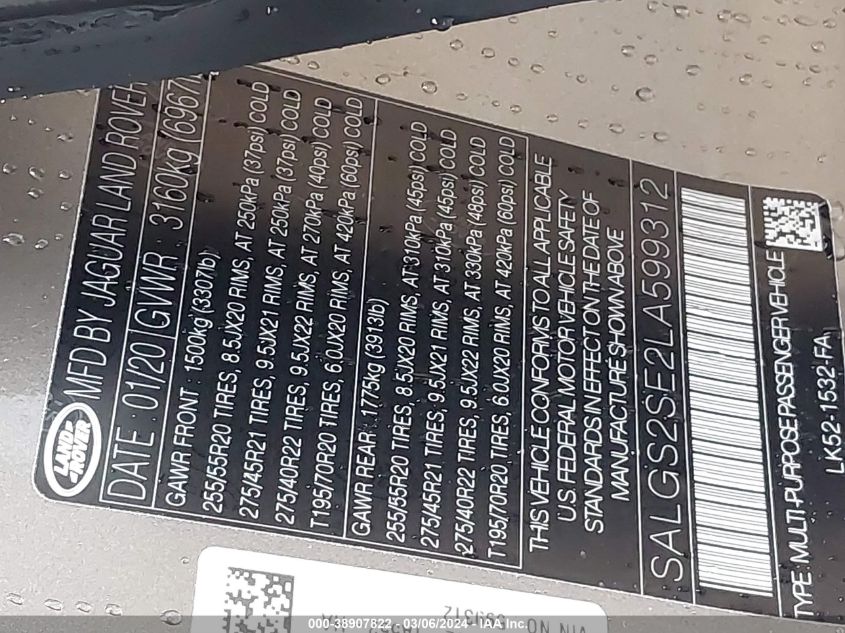 LAND
ROVER
MFD BY JAGUAR LAND ROVER
DATE : 01/20 GVWR : 3160kg (6967
GAWR FRONT : 1500kg (3307lb)
255/55R20 TIRES, 8.5JX20 RIMS, AT 250kPa (37psi) COLD
275/45R21 TIRES, 9.5JX21 RIMS, AT 250kPa (37psi) COLD
275/40R22 TIRES, 9.5JX22 RIMS, AT 270kPa (40psi) COLD
T195/70R20 TIRES, 6.0JX20 RIMS, AT 420kPa (60psi) COLD
GAWR REAR : 1775kg (3913lb)
255/55R20 TIRES, 8.5JX20 RIMS, AT 310kPa (45psi) COLD
275/45R21 TIRES, 9.5JX21 RIMS, AT 310kPa (45psi) COLD
275/40R22 TIRES, 9.5JX22 RIMS, AT 330kPa (48psi) COLD
T195/70R20 TIRES, 6.0JX20 RIMS, AT 420kPa (60psi) COLD
THIS VEHICLE CONFORMS TO ALL APPLICABLE
U.S. FEDERAL MOTOR VEHICLE SAFETY
STANDARDS IN EFFECT ON THE DATE OF
MANUFACTURE SHOWN ABOVE
SALGS2SE2LA599312
TYPE : MULTI-PURPOSE PASSENGER VEHICLE
LK52-1532-FA
VIN NO
000-38907822 - 03/06/2024 - IAA Inc.